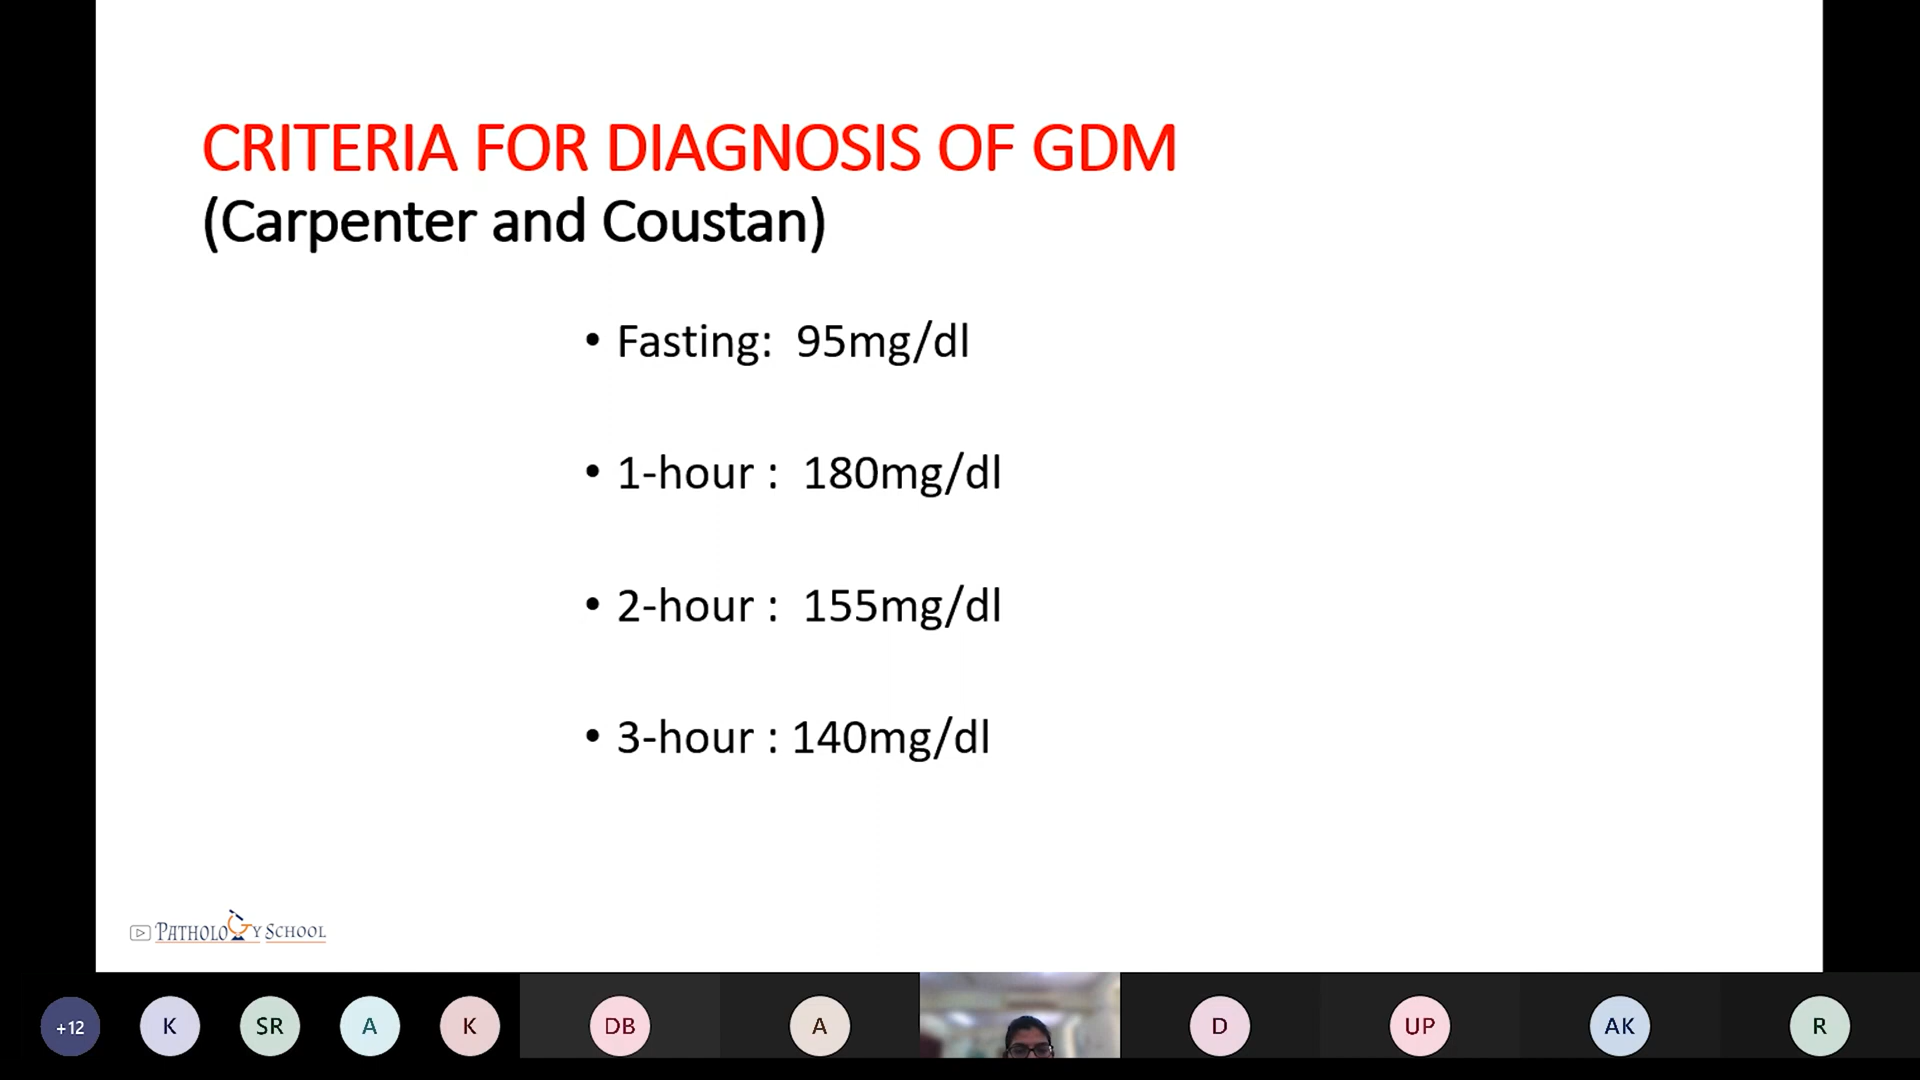 CRITERIA FOR DIAGNOSIS OF GDM
(Carpenter and Coustan)
• Fasting: 95mg/dl
• 1-hour : 180mg/dl
• 2-hour : 155mg/dl
• 3-hour : 140mg/dl
PATHOLOGY SCHOOL
+12 K SR A K DB A D UP AK R